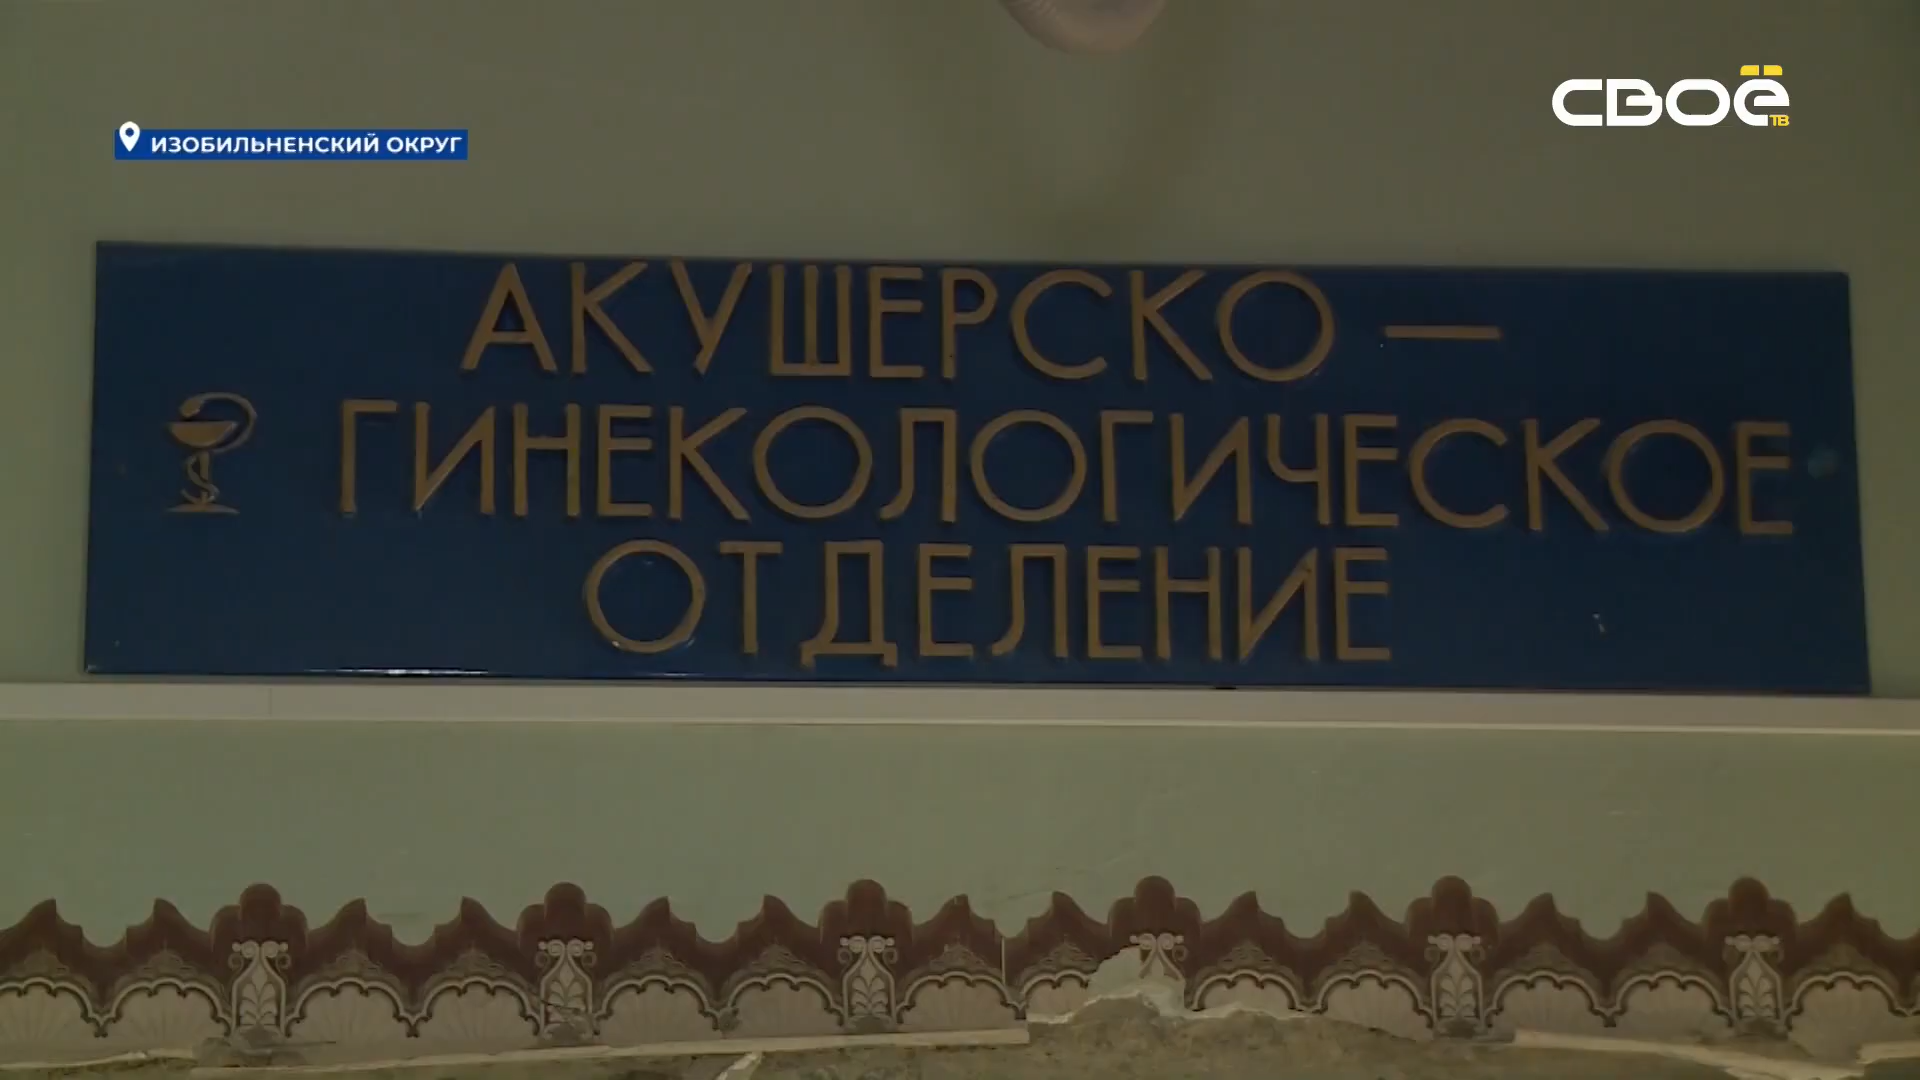 СВОЁ
ТВ
ИЗОБИЛЬНЕНСКИЙ ОКРУГ
АКУШЕРСКО —
ГИНЕКОЛОГИЧЕСКОЕ
ОТДЕЛЕНИЕ